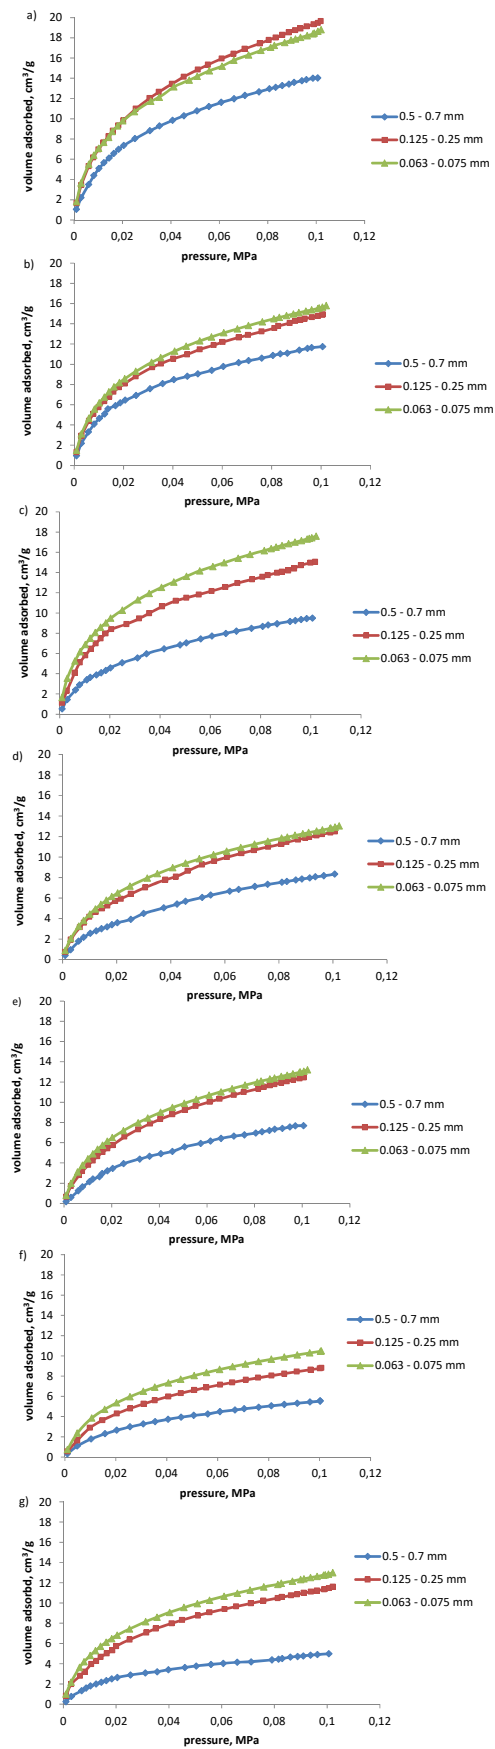 a)
20
18
16
14
12
10
8
6
4
2
0
volume adsorbed, cm³/g
0 0,02 0,04 0,06 0,08 0,1 0,12
pressure, MPa
0.5 - 0.7 mm
0.125 - 0.25 mm
0.063 - 0.075 mm
b)
20
18
16
14
12
10
8
6
4
2
0
volume adsorbed, cm³/g
0 0,02 0,04 0,06 0,08 0,1 0,12
pressure, MPa
0.5 - 0.7 mm
0.125 - 0.25 mm
0.063 - 0.075 mm
c)
20
18
16
14
12
10
8
6
4
2
0
volume adsorbed, cm³/g
0 0,02 0,04 0,06 0,08 0,1 0,12
pressure, MPa
0.5 - 0.7 mm
0.125 - 0.25 mm
0.063 - 0.075 mm
d)
20
18
16
14
12
10
8
6
4
2
0
volume adsorbed, cm³/g
0 0,02 0,04 0,06 0,08 0,1 0,12
pressure, MPa
0.5 - 0.7 mm
0.125 - 0.25 mm
0.063 - 0.075 mm
e)
20
18
16
14
12
10
8
6
4
2
0
volume adsorbed, cm³/g
0 0,02 0,04 0,06 0,08 0,1 0,12
pressure, MPa
0.5 - 0.7 mm
0.125 - 0.25 mm
0.063 - 0.075 mm
f)
20
18
16
14
12
10
8
6
4
2
0
volume adsorbed, cm³/g
0 0,02 0,04 0,06 0,08 0,1 0,12
pressure, MPa
0.5 - 0.7 mm
0.125 - 0.25 mm
0.063 - 0.075 mm
g)
20
18
16
14
12
10
8
6
4
2
0
volume adsorbd, cm³/g
0 0,02 0,04 0,06 0,08 0,1 0,12
pressure, MPa
0.5 - 0.7 mm
0.125 - 0.25 mm
0.063 - 0.075 mm